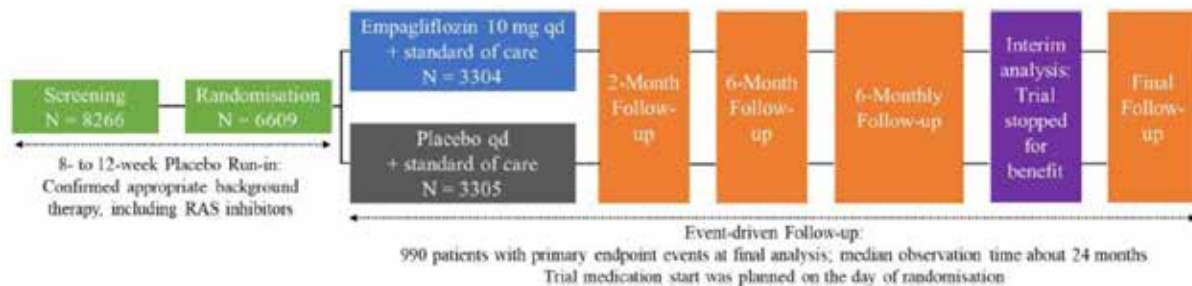 Screening
N = 8266
Randomisation
N = 6609
Empagliflozin 10 mg qd
+ standard of care
N = 3304
Placebo qd
+ standard of care
N = 3305
2-Month
Follow-
up
6-Month
Follow-
up
6-Monthly
Follow-up
Interim
analysis:
Trial
stopped
for
benefit
Final
Follow-
up
8- to 12-week Placebo Run-in:
Confirmed appropriate background
therapy, including RAS inhibitors
Event-driven Follow-up:
990 patients with primary endpoint events at final analysis; median observation time about 24 months
Trial medication start was planned on the day of randomisation